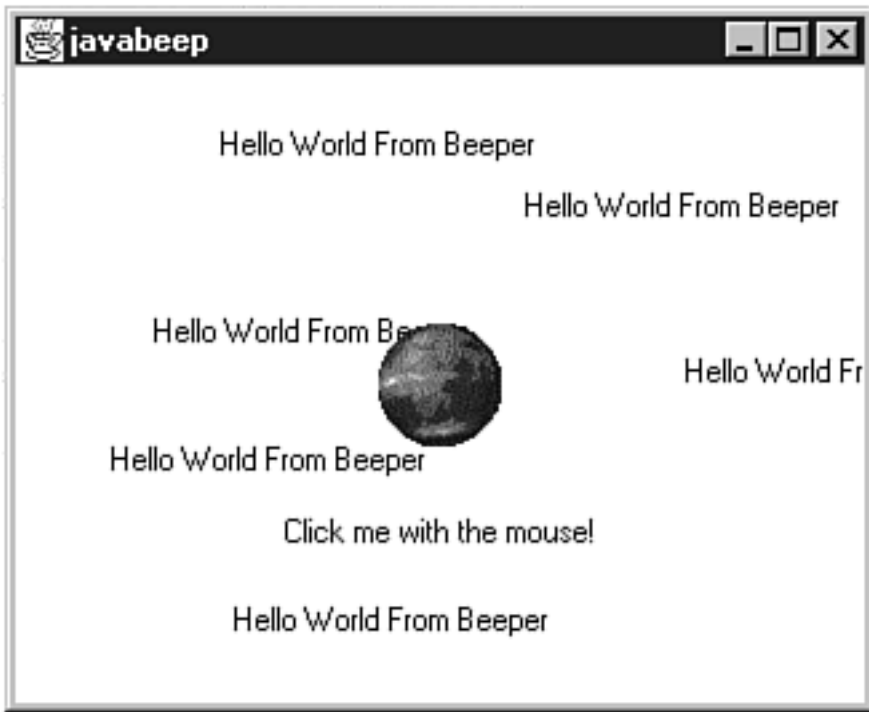 javabeep
Hello World From Beeper
Hello World From Beeper
Hello World From
Hello World Fr
Hello World From Beeper
Click me with the mouse!
Hello World From Beeper